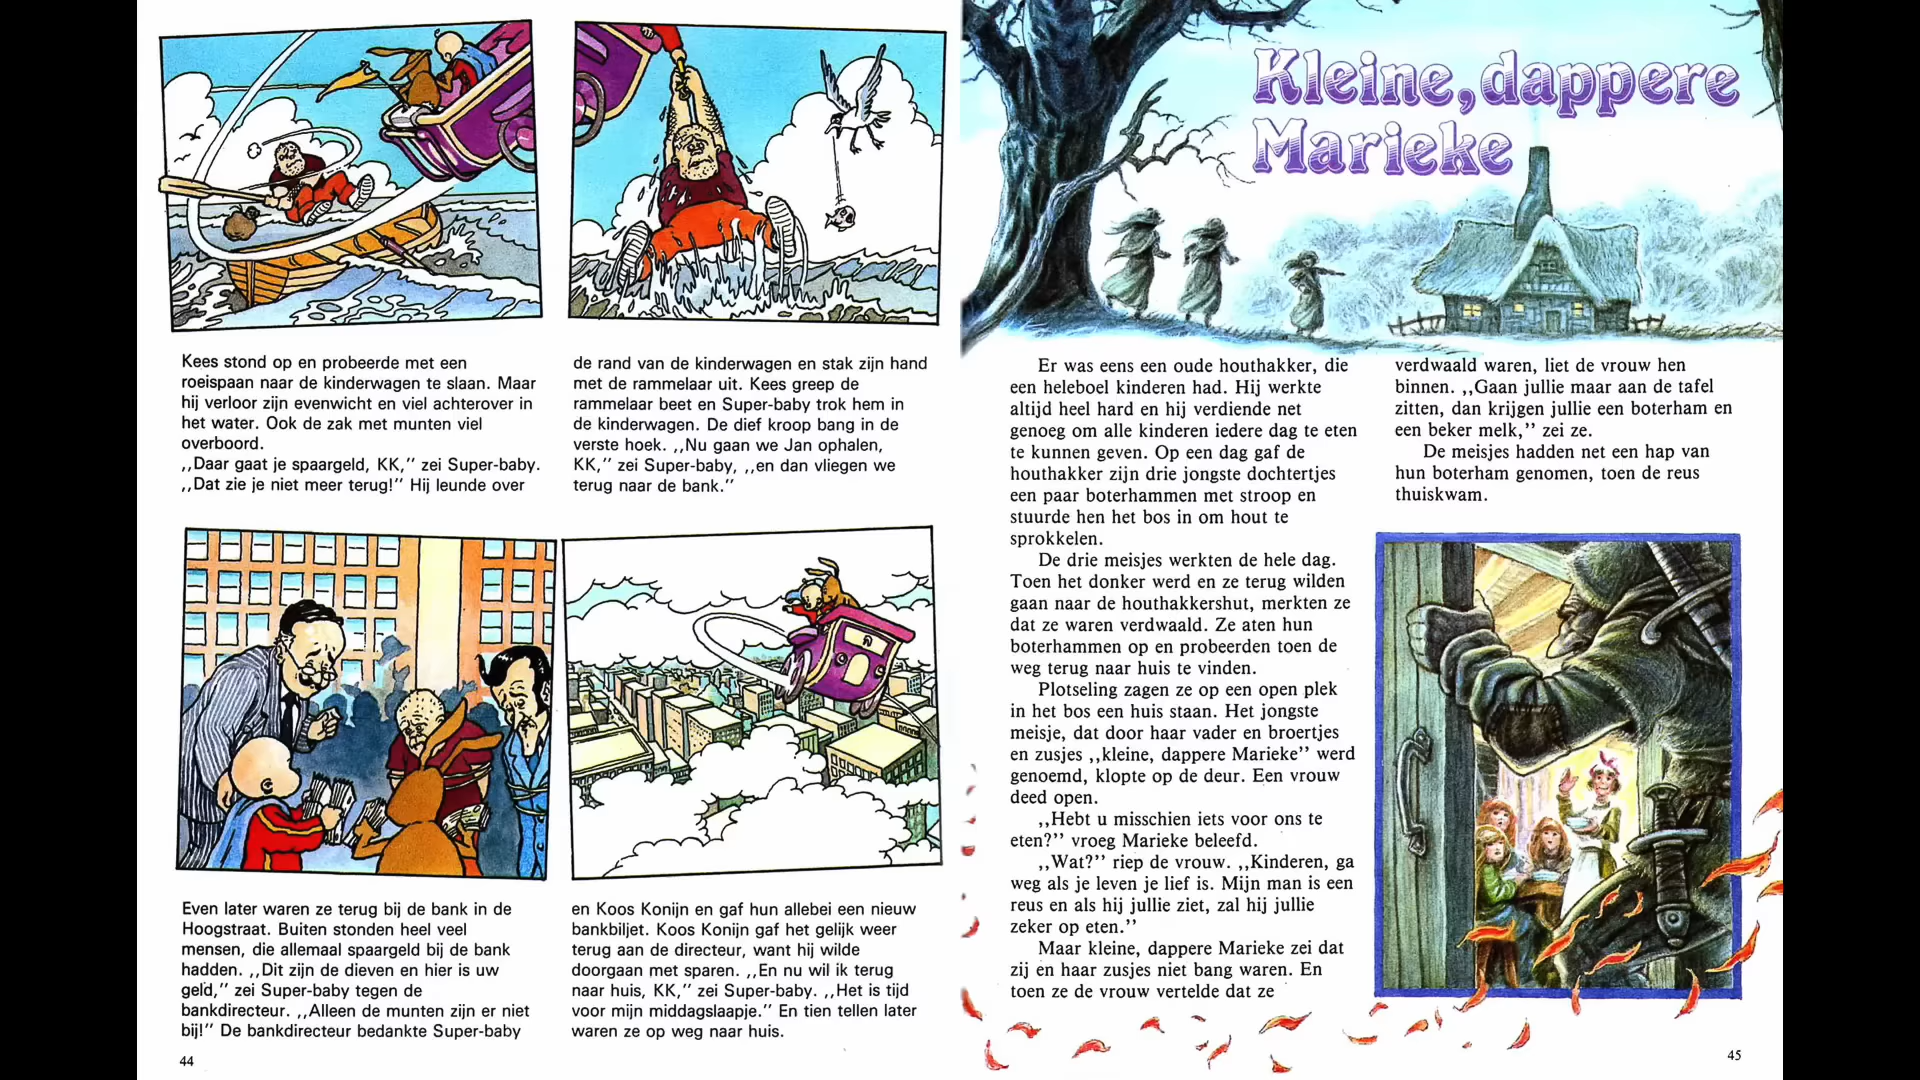 Kees stond op en probeerde met een
roeispaan naar de kinderwagen te slaan. Maar
hij verloor zijn evenwicht en viel achterover in
het water. Ook de zak met munten viel
overboord.
,,Daar gaat je spaargeld, KK,’’ zei Super-baby.
,,Dat zie je niet meer terug!’’ Hij leunde over
de rand van de kinderwagen en stak zijn hand
met de rammelaar uit. Kees greep de
rammelaar beet en Super-baby trok hem in
de kinderwagen. De dief kroop bang in de
verste hoek. ,,Nu gaan we Jan ophalen,
KK,’’ zei Super-baby, ,,en dan vliegen we
terug naar de bank.’’
Even later waren ze terug bij de bank in de
Hoogstraat. Buiten stonden heel veel
mensen, die allemaal spaargeld bij de bank
hadden. ,,Dit zijn de dieven en hier is uw
geld,’’ zei Super-baby tegen de
bankdirecteur. ,,Alleen de munten zijn er niet
bij!’’ De bankdirecteur bedankte Super-baby
en Koos Konijn en gaf hun allebei een nieuw
bankbiljet. Koos Konijn gaf het gelijk weer
terug aan de directeur, want hij wilde
doorgaan met sparen. ,,En nu wil ik terug
naar huis, KK,’’ zei Super-baby. ,,Het is tijd
voor mijn middagslaapje.’’ En tien tellen later
waren ze op weg naar huis.
44
Kleine, dappere
Marieke
Er was eens een oude houthakker, die
een heleboel kinderen had. Hij werkte
altijd heel hard en hij verdiende net
genoeg om alle kinderen iedere dag te eten
te kunnen geven. Op een dag gaf de
houthakker zijn drie jongste dochtertjes
een paar boterhammen met stroop en
stuurde hen het bos in om hout te
sprokkelen.
De drie meisjes werkten de hele dag.
Toen het donker werd en ze terug wilden
gaan naar de houthakkershut, merkten ze
dat ze waren verdwaald. Ze aten hun
boterhammen op en probeerden toen de
weg terug naar huis te vinden.
Plotseling zagen ze op een open plek
in het bos een huis staan. Het jongste
meisje, dat door haar vader en broertjes
en zusjes ,,kleine, dappere Marieke’’ werd
genoemd, klopte op de deur. Een vrouw
deed open.
,,Hebt u misschien iets voor ons te
eten?’’ vroeg Marieke beleefd.
,,Wat?’’ riep de vrouw. ,,Kinderen, ga
weg als je leven je lief is. Mijn man is een
reus en als hij jullie ziet, zal hij jullie
zeker op eten.’’
Maar kleine, dappere Marieke zei dat
zij en haar zusjes niet bang waren. En
toen ze de vrouw vertelde dat ze
verdwaald waren, liet de vrouw hen
binnen. ,,Gaan jullie maar aan de tafel
zitten, dan krijgen jullie een boterham en
een beker melk,’’ zei ze.
De meisjes hadden net een hap van
hun boterham genomen, toen de reus
thuiskwam.
45